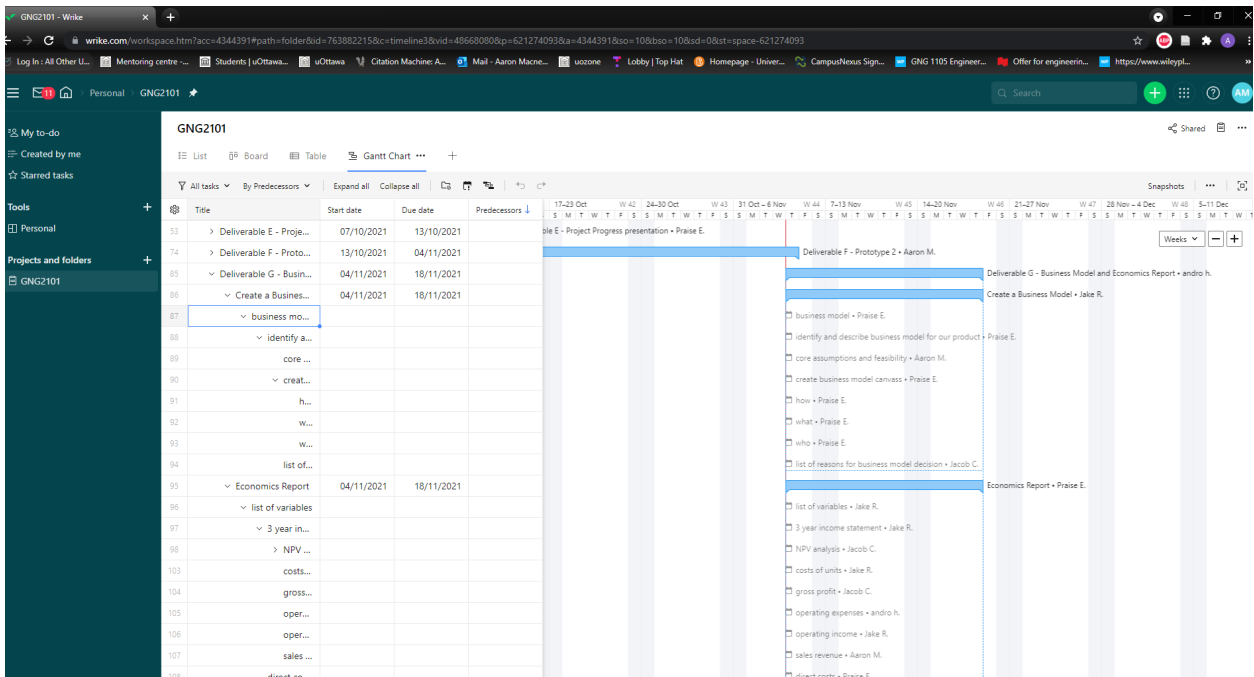 GNG2101 - Wrike
wrike.com/workspace.htm?acc=4344391#path=folder&id=763882215&c=timeline3&vid=48668080&p=621274093&a=4344391&so=10&bso=10&sd=0&st=space-621274093
Log In : All Other U... Mentoring centre -... Students | uOttawa... uOttawa Citation Machine: A... Mail - Aaron Macne... uozone Lobby | Top Hat Homepage - Univer... CampusNexus Sign... GNG 1105 Engineer... Offer for engineerin... https://www.wileypl... »
11 Personal GNG2101 Search AM
My to-do
Created by me
Starred tasks
Tools
Personal
Projects and folders
GNG2101
GNG2101 Shared
List Board Table Gantt Chart
All tasks By Predecessors Expand all Collapse all Snapshots
Title Start date Due date Predecessors
17–23 Oct W 42 24–30 Oct W 43 31 Oct – 6 Nov W 44 7–13 Nov W 45 14–20 Nov W 46 21–27 Nov W 47 28 Nov – 4 Dec W 48 5–11 Dec
S M T W T F S S M T W T F S S M T W T F S S M T W T F S S M T W T F S S M T W T F S S M T W T F S S M T W T
Weeks
53 Deliverable E - Proje... 07/10/2021 13/10/2021 ble E - Project Progress presentation • Praise E.
74 Deliverable F - Proto... 13/10/2021 04/11/2021 Deliverable F - Prototype 2 • Aaron M.
85 Deliverable G - Busin... 04/11/2021 18/11/2021 Deliverable G - Business Model and Economics Report • andro h.
86 Create a Busines... 04/11/2021 18/11/2021 Create a Business Model • Jake R.
87 business mo... business model • Praise E.
88 identify a... identify and describe business model for our product • Praise E.
89 core ... core assumptions and feasibility • Aaron M.
90 creat... create business model canvass • Praise E.
91 h... how • Praise E.
92 w... what • Praise E.
93 w... who • Praise E.
94 list of... list of reasons for business model decision • Jacob C.
95 Economics Report 04/11/2021 18/11/2021 Economics Report • Praise E.
96 list of variables list of variables • Jake R.
97 3 year in... 3 year income statement • Jake R.
98 NPV ... NPV analysis • Jacob C.
103 costs... costs of units • Jake R.
104 gross... gross profit • Jacob C.
105 oper... operating expenses • andro h.
106 oper... operating income • Jake R.
107 sales ... sales revenue • Aaron M.
108 direct co... direct costs • Praise E.